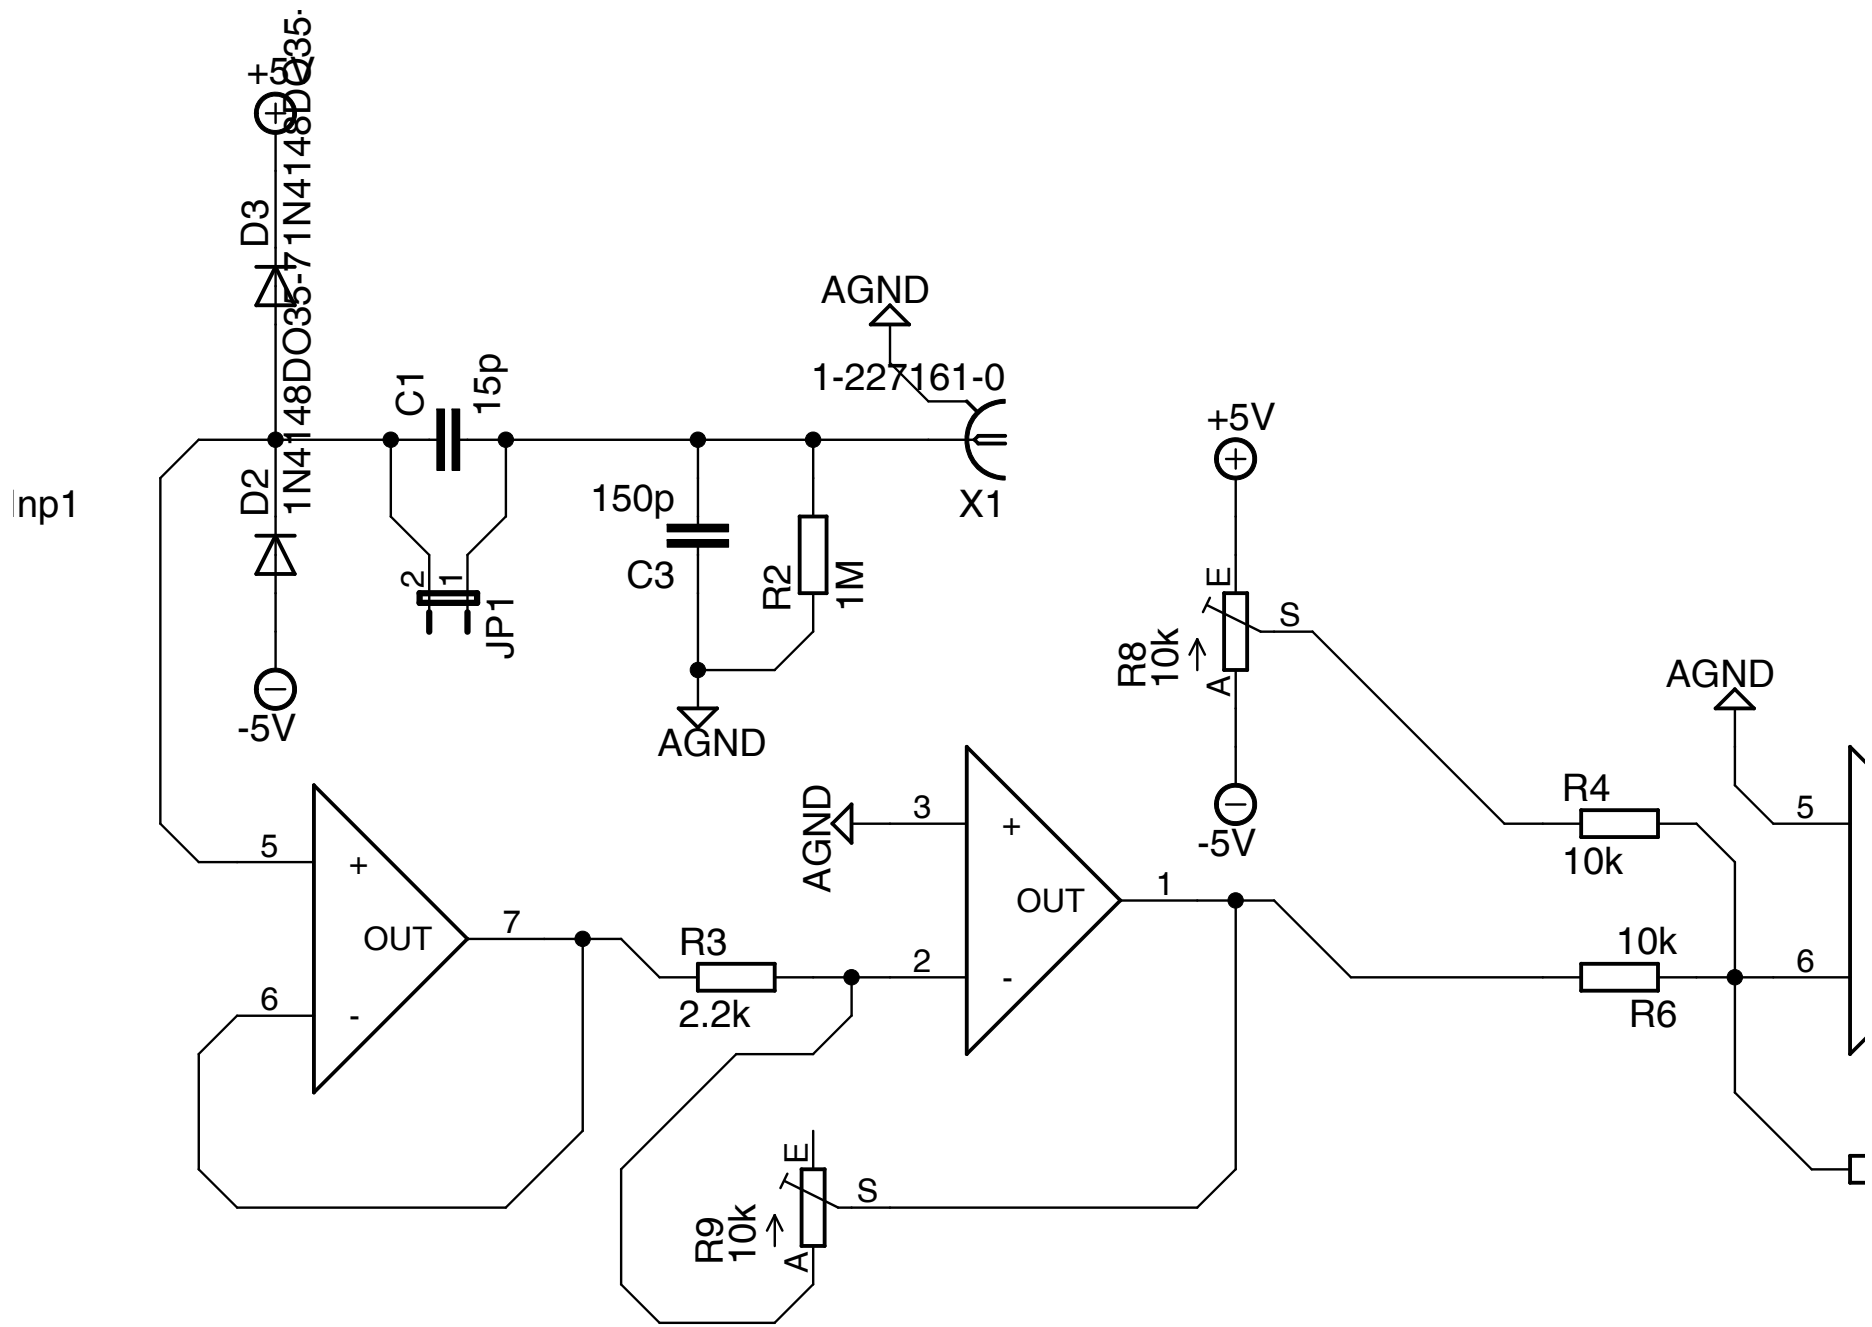 +5V
1N4148DO35-
D3
1N4148DO35-7
D2
-5V
Inp1
C1
15p
2
1
JP1
AGND
1-227161-0
X1
150p
C3
R2
1M
AGND
+5V
E
S
R8
10k
A
-5V
AGND
R4
10k
5
5
+
OUT
7
6
-
AGND
3
+
OUT
1
R3
2.2k
2
-
10k
R6
6
E
S
R9
10k
A